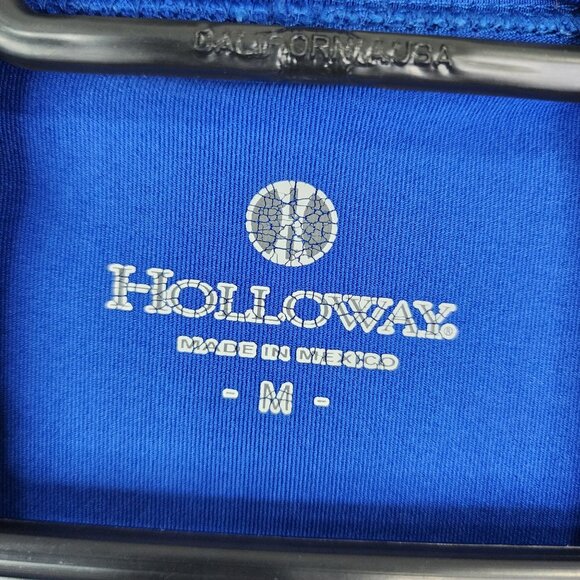 CALIFORNIA USA
HOLLOWAY®
MADE IN MEXICO
- M -